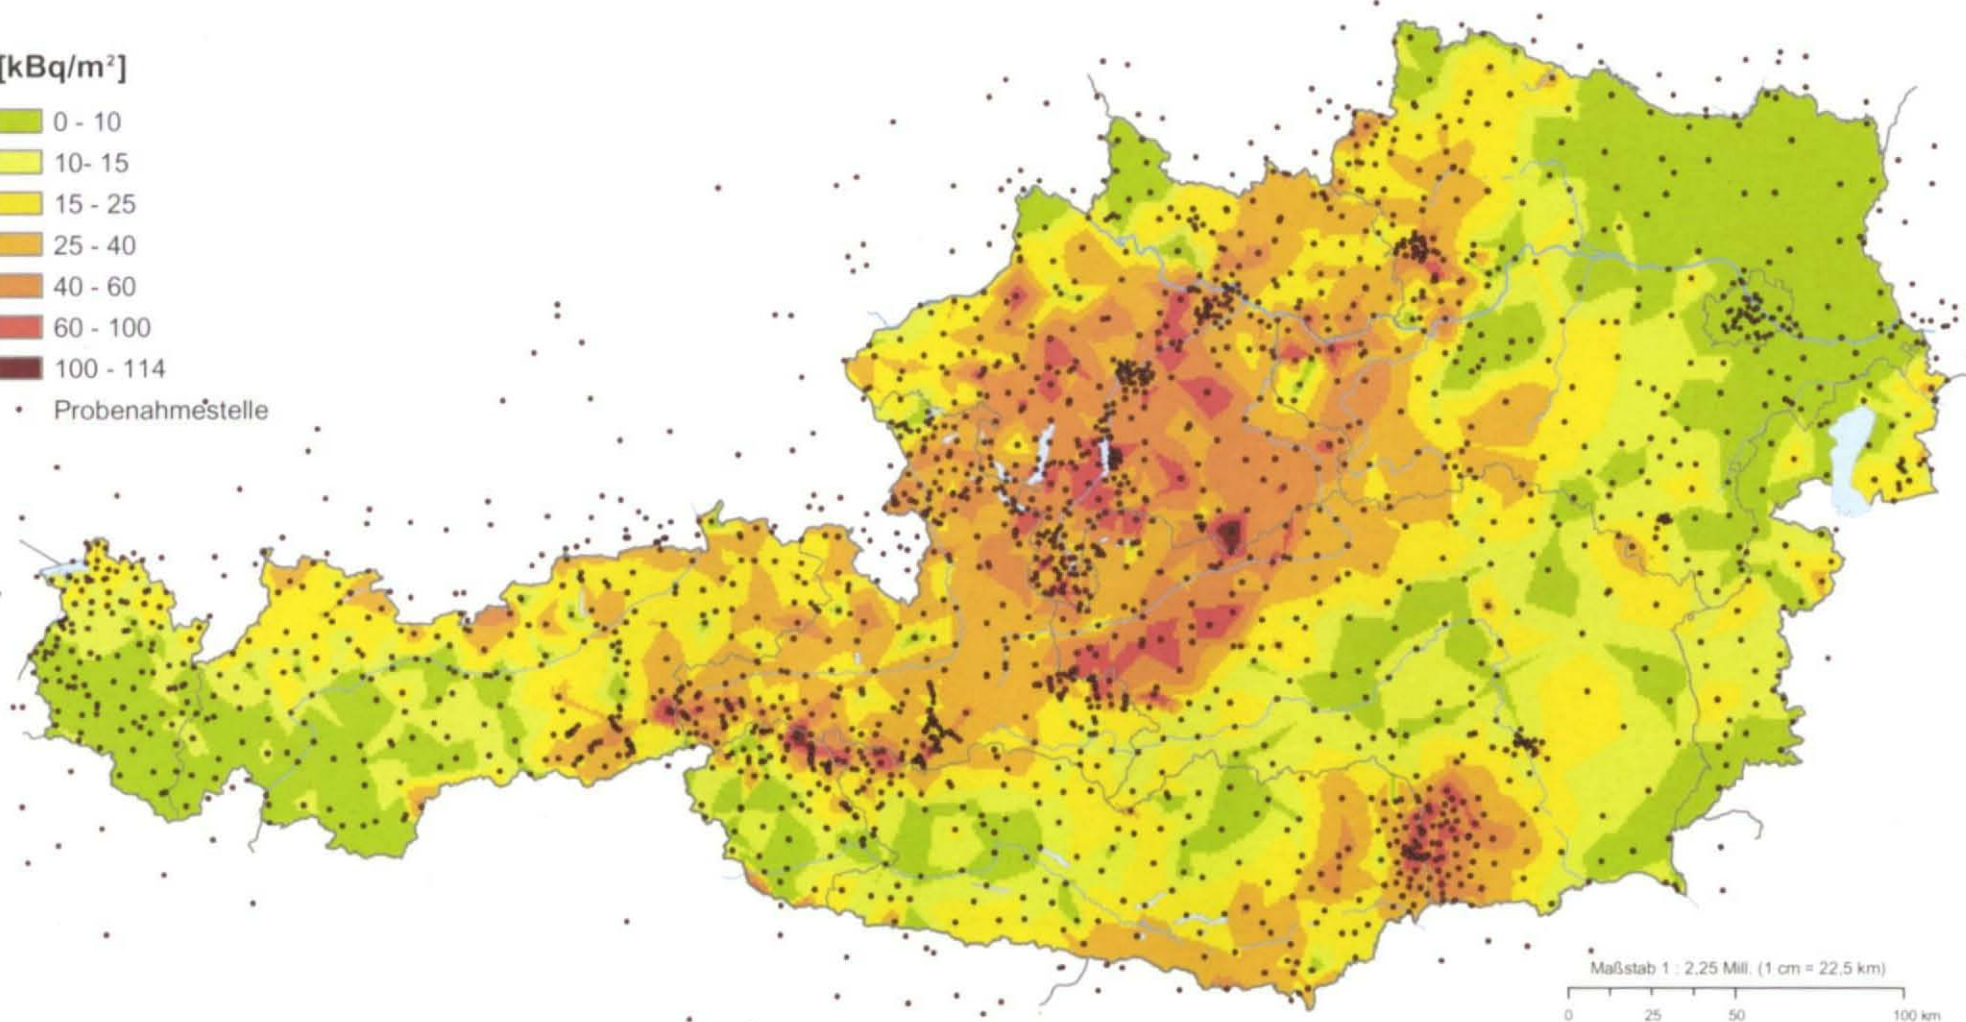 [kBq/m²]
0 - 10
10- 15
15 - 25
25 - 40
40 - 60
60 - 100
100 - 114
Probenahmestelle
Maßstab 1 : 2,25 Mill. (1 cm = 22,5 km)
0 25 50 100 km